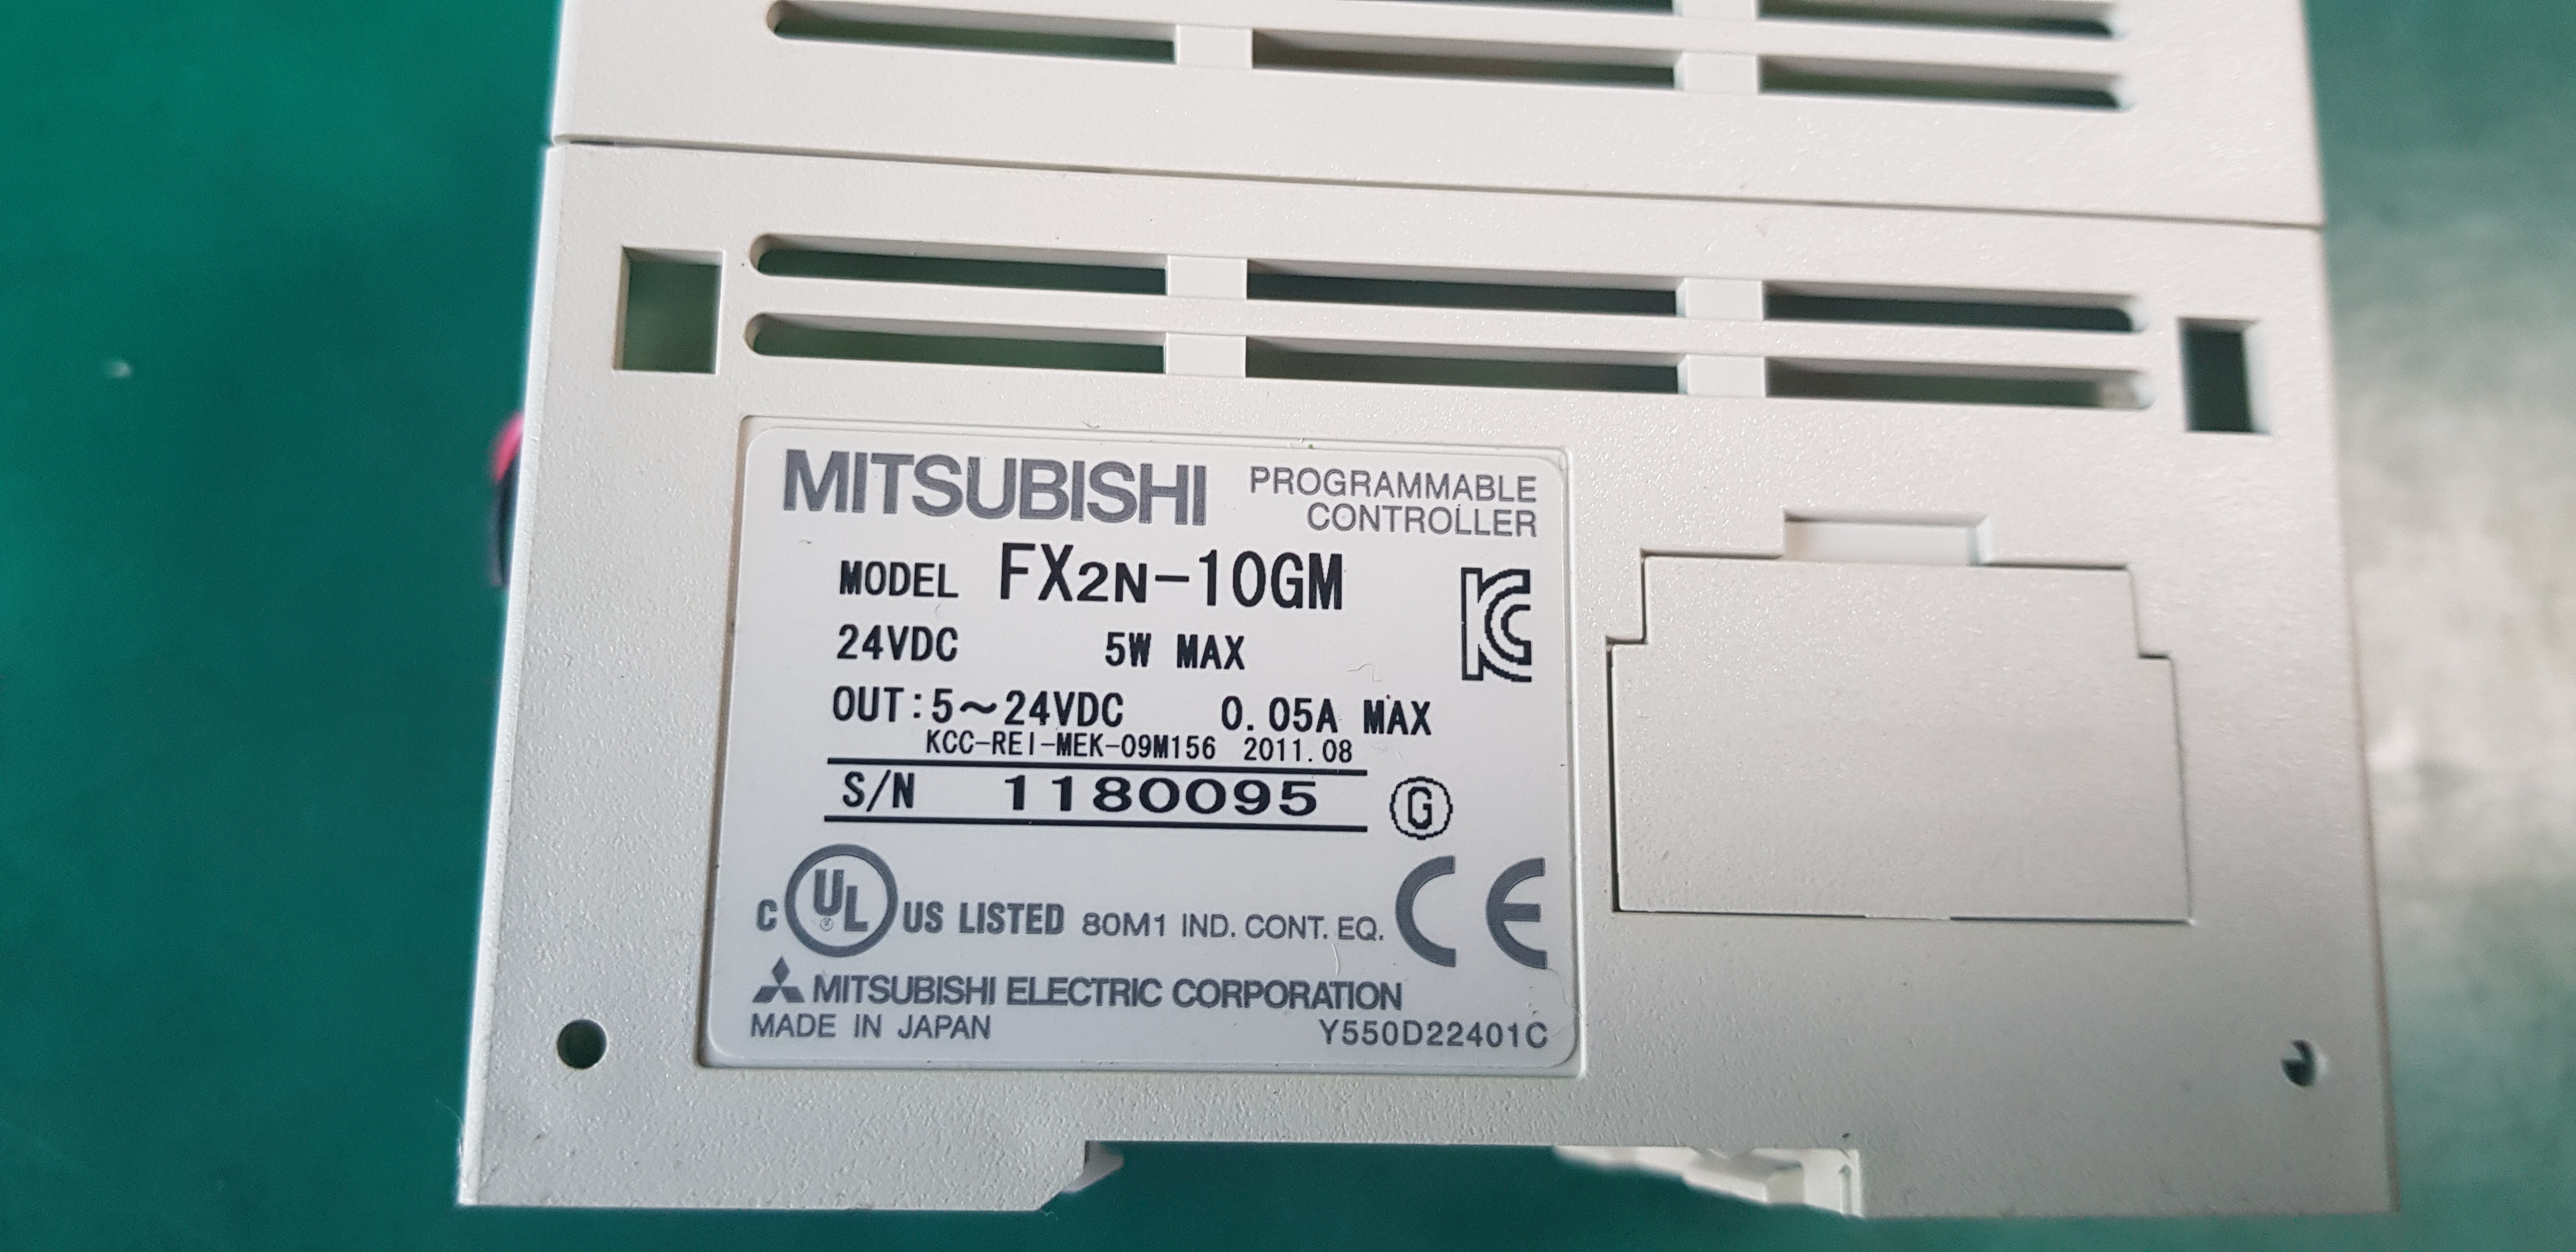 MITSUBISHI PROGRAMMABLE CONTROLLER
MODEL FX2N-10GM
24VDC 5W MAX
OUT:5~24VDC 0.05A MAX
KCC-REI-MEK-09M156 2011.08
S/N 1180095 G
C UL US LISTED 80M1 IND. CONT. EQ. CE
MITSUBISHI ELECTRIC CORPORATION
MADE IN JAPAN Y550D22401C